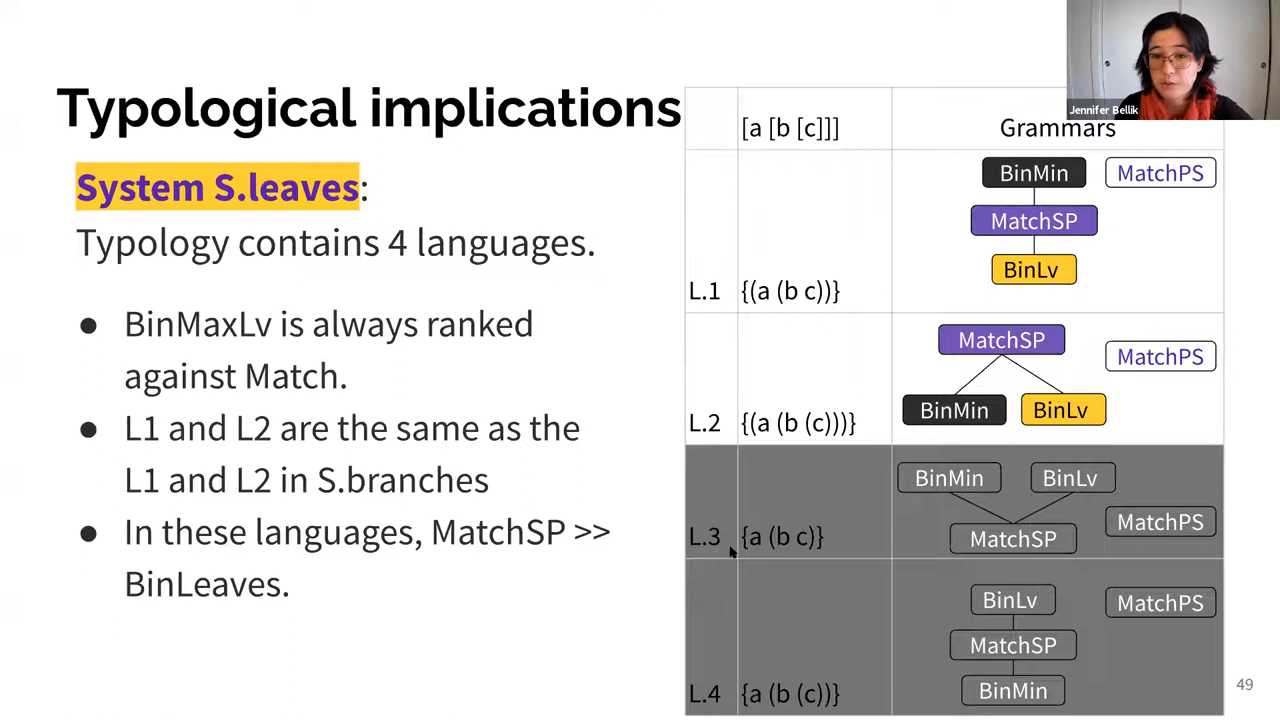 Jennifer Bellik
Typological implications
System S.leaves:
Typology contains 4 languages.
● BinMaxLv is always ranked
against Match.
● L1 and L2 are the same as the
L1 and L2 in S.branches
● In these languages, MatchSP >>
BinLeaves.
[a [b [c]]] Grammars
BinMin MatchPS
MatchSP
BinLv
L.1 {(a (b c))}
MatchSP
MatchPS
BinMin BinLv
L.2 {(a (b (c)))}
BinMin BinLv
MatchPS
L.3 {a (b c)} MatchSP
BinLv MatchPS
MatchSP
L.4 {a (b (c))} BinMin
49